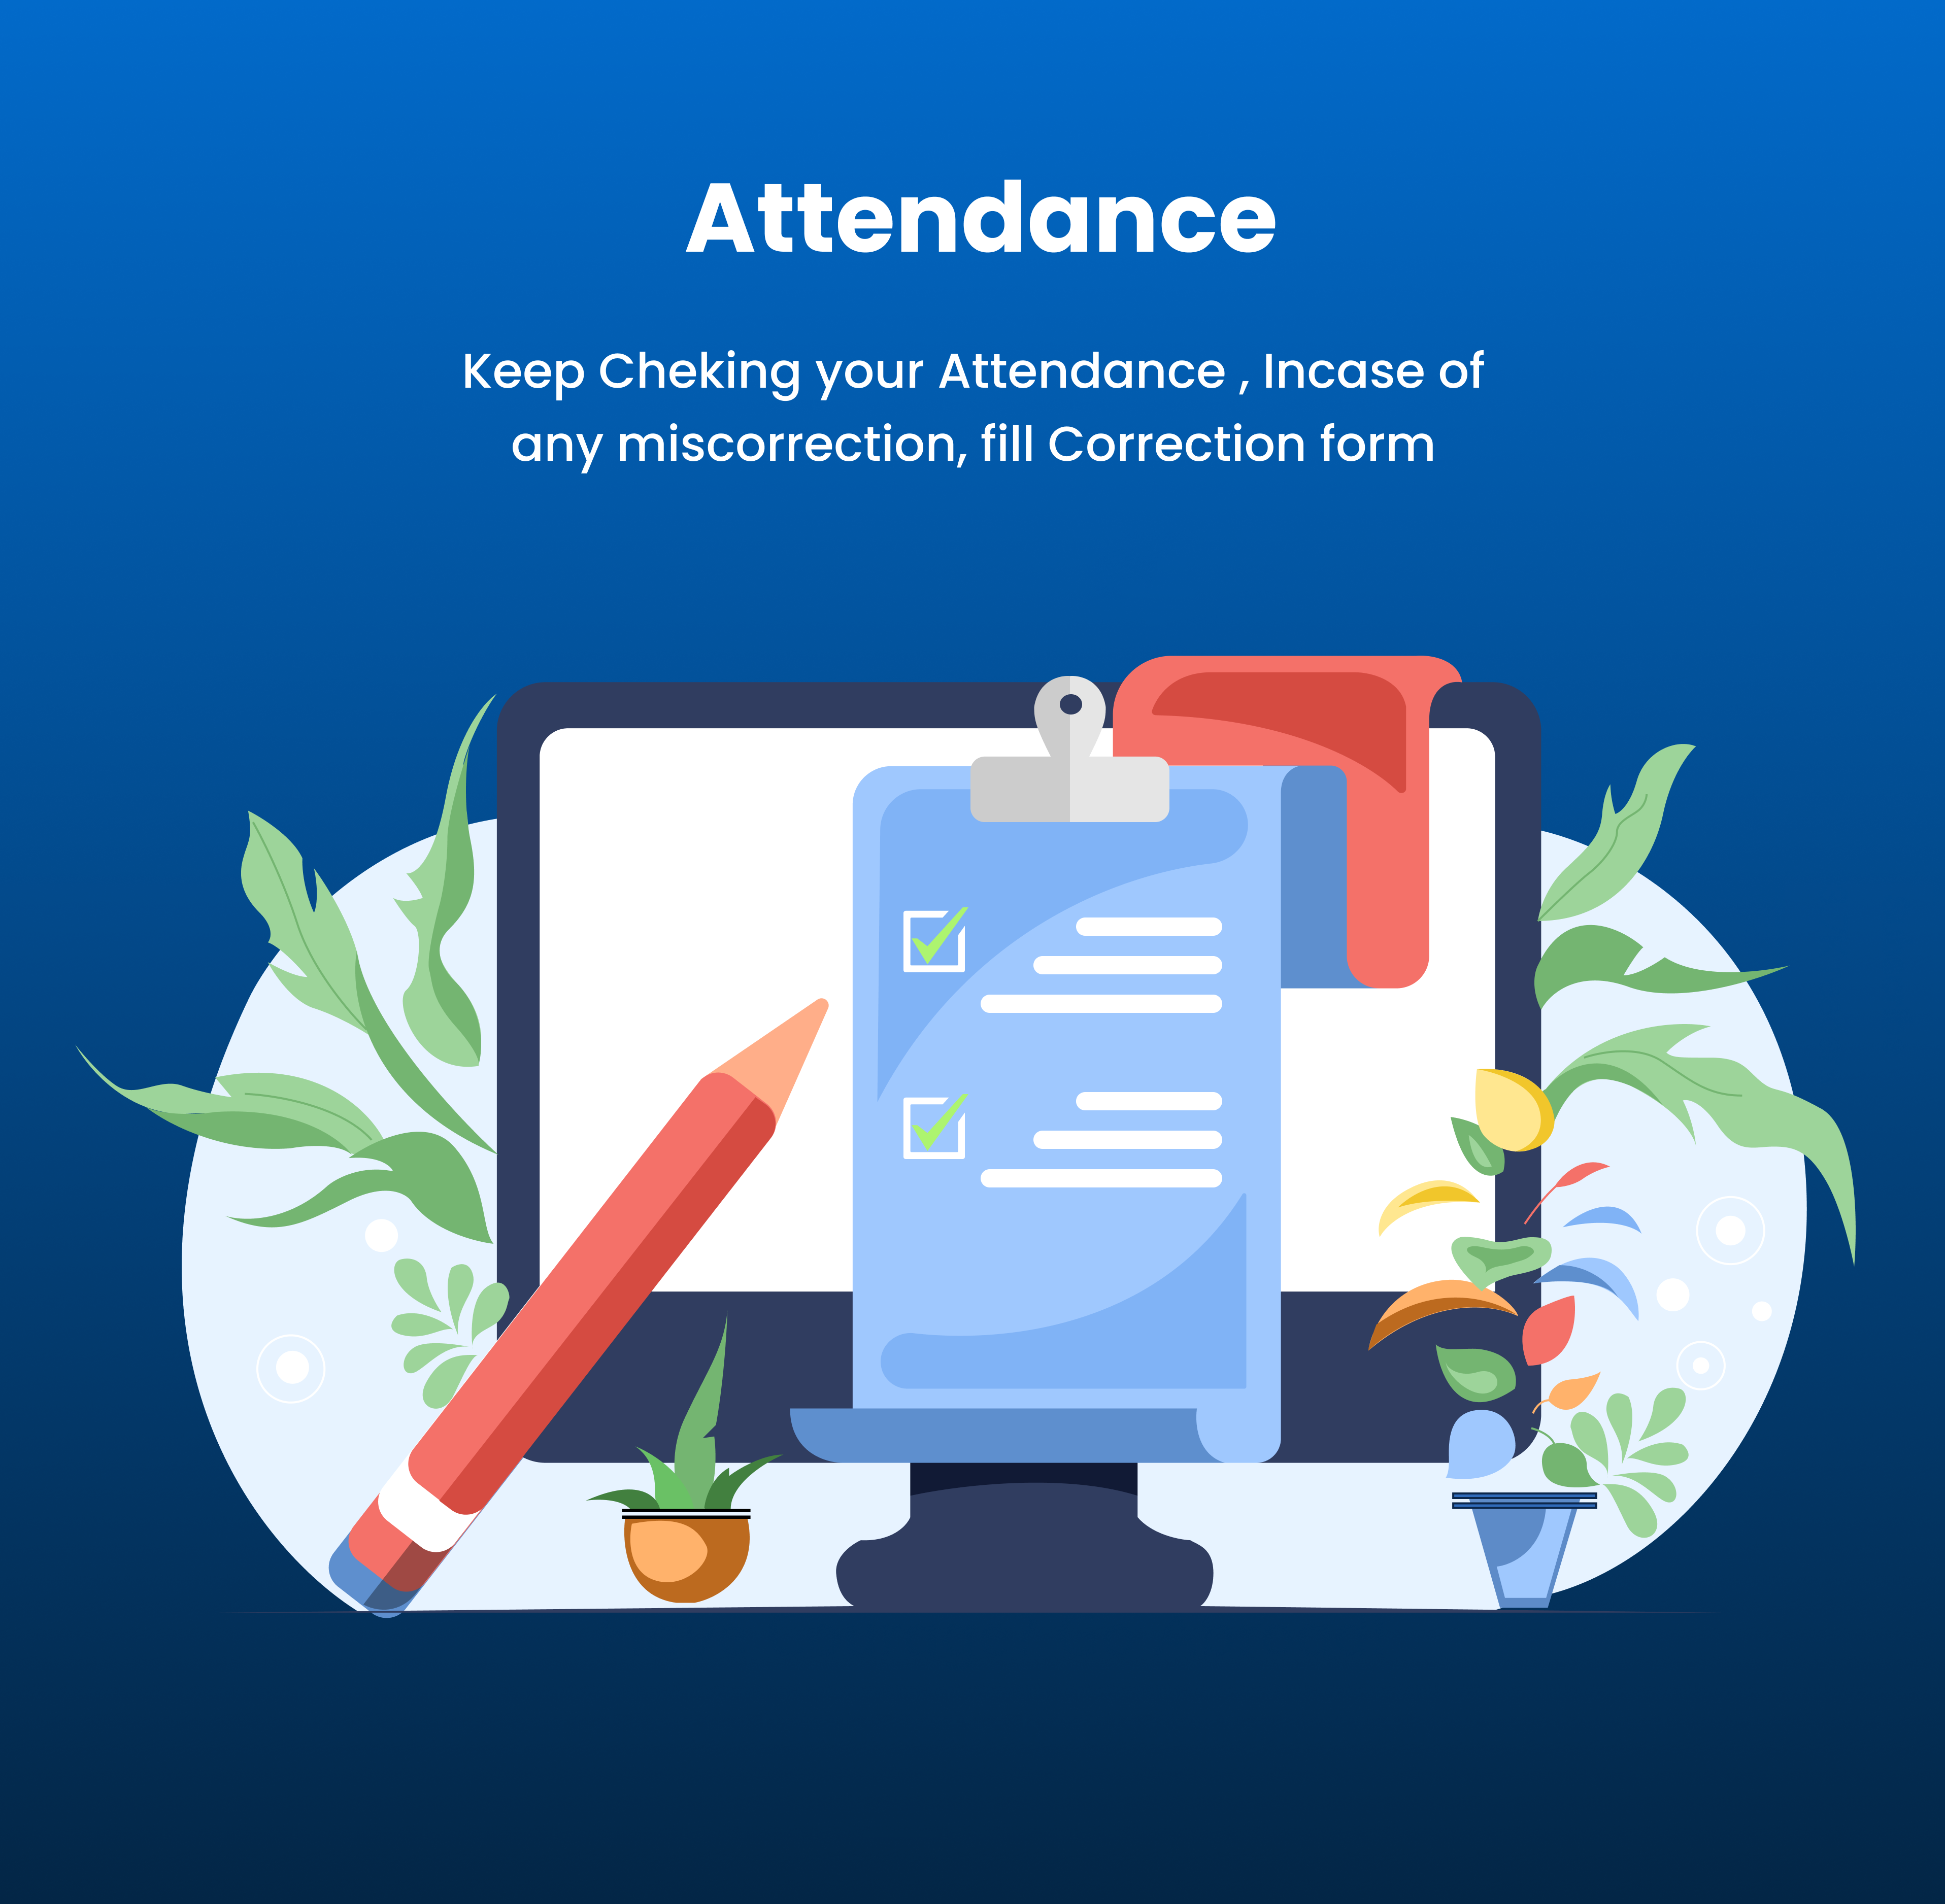 Attendance
Keep Cheking your Attendance , Incase of
any miscorrection, fill Correction form